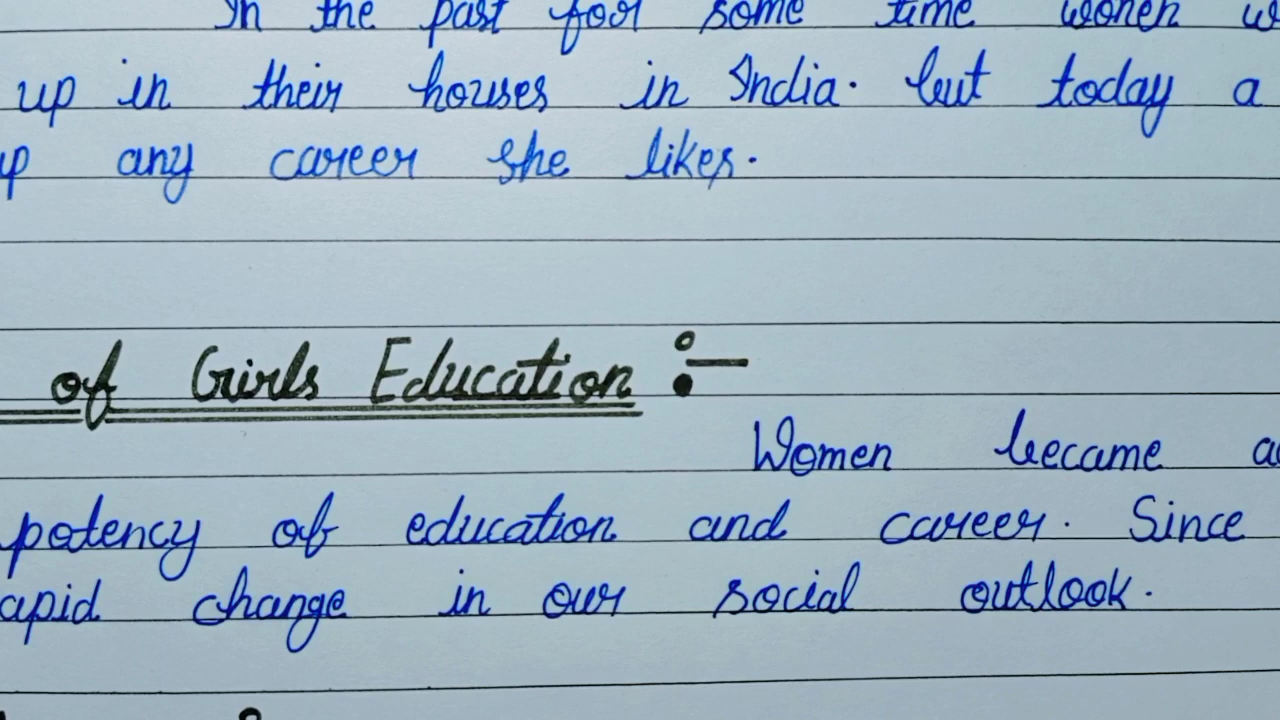 In the past for some time women
up in their houses in India. but today a
up any career she likes.
of Girls Education :-
Women became
potency of education and career. Since
apid change in our social outlook.